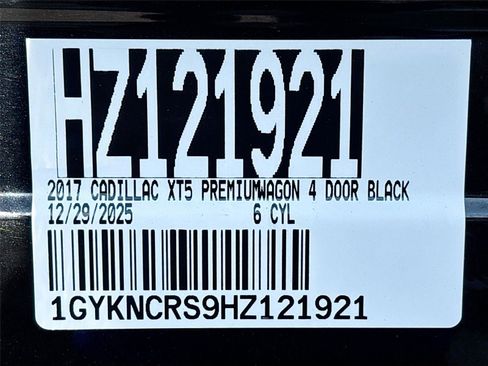 HZ121921
2017 CADILLAC XT5 PREMIUMWAGON 4 DOOR BLACK
12/29/2025 6 CYL
1GYKNCRS9HZ121921